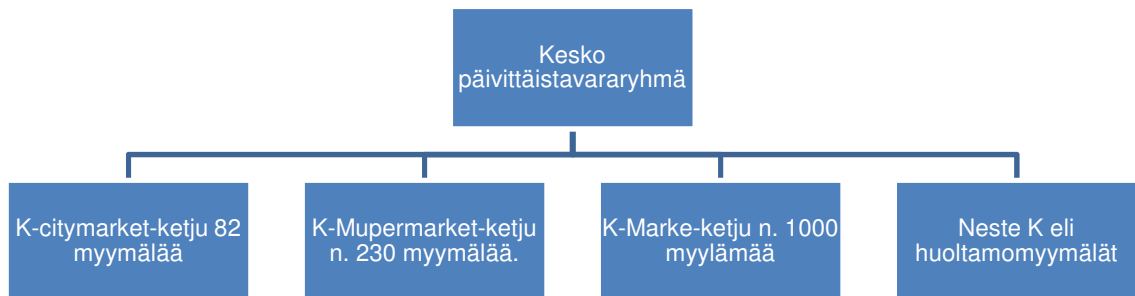 Kesko
päivittäistavararyhmä
K-citymarket-ketju 82
myymälää
K-Mupermarket-ketju
n. 230 myymälää.
K-Marke-ketju n. 1000
myylämää
Neste K eli
huoltamomyymälät